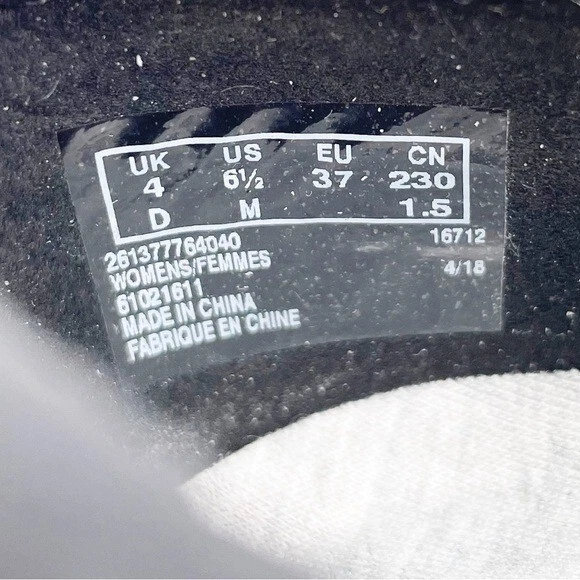 UK US EU CN
4 6½ 37 230
D M 1.5
261377764040 16712
WOMENS/FEMMES 4/18
61021611
MADE IN CHINA
FABRIQUE EN CHINE